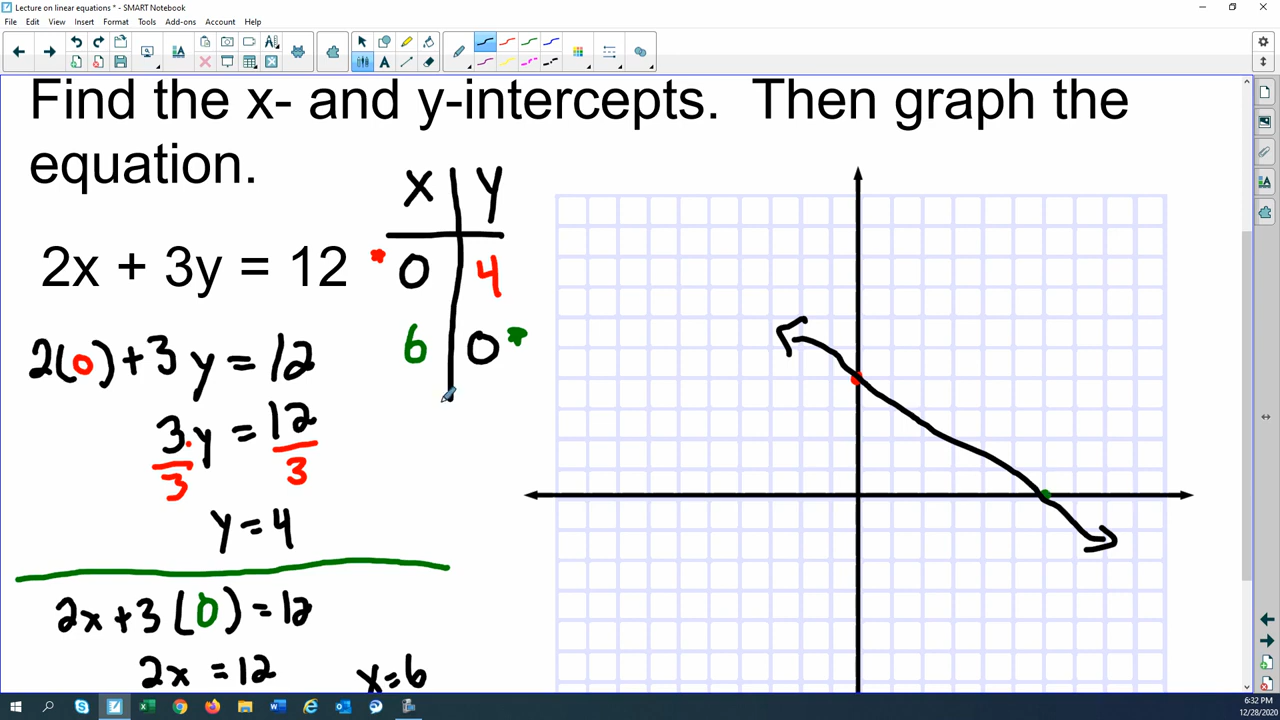 Lecture on linear equations * - SMART Notebook
File Edit View Insert Format Tools Add-ons Account Help
Find the x- and y-intercepts. Then graph the
equation.
x y
2x + 3y = 12
* 0 4
6 0 *
2(0) + 3y = 12
3·y = 12
3 3
y = 4
2x + 3(0) = 12
2x = 12 x = 6
6:32 PM
12/28/2020